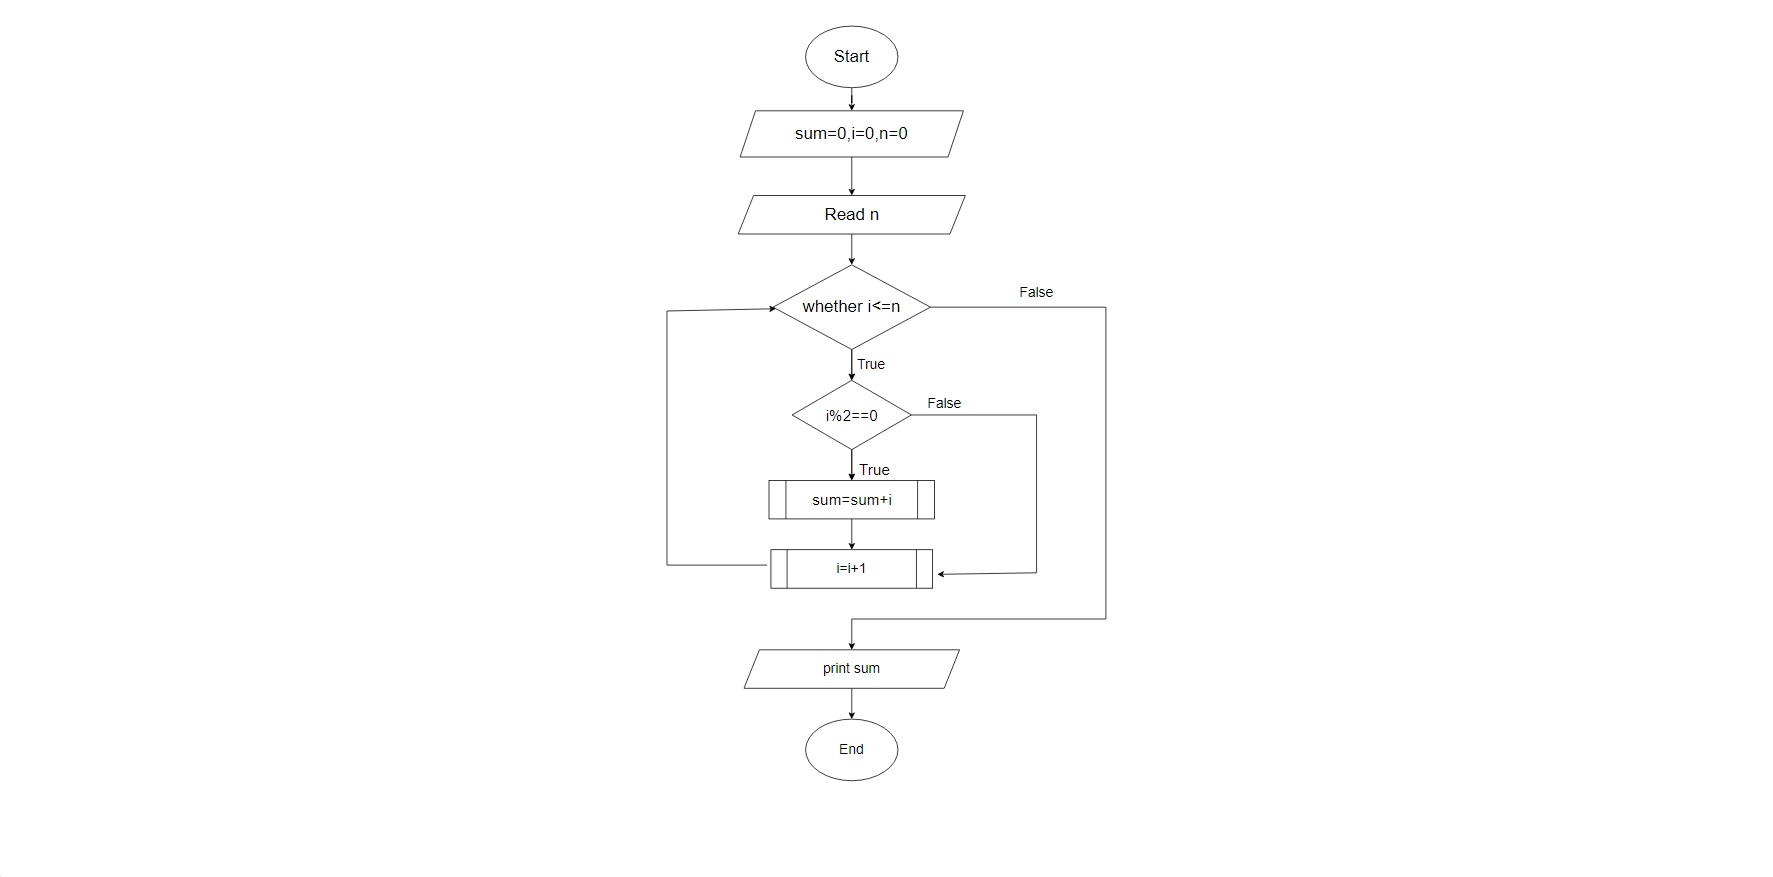 Start
sum=0,i=0,n=0
Read n
whether i<=n
False
True
i%2==0
False
True
sum=sum+i
i=i+1
print sum
End